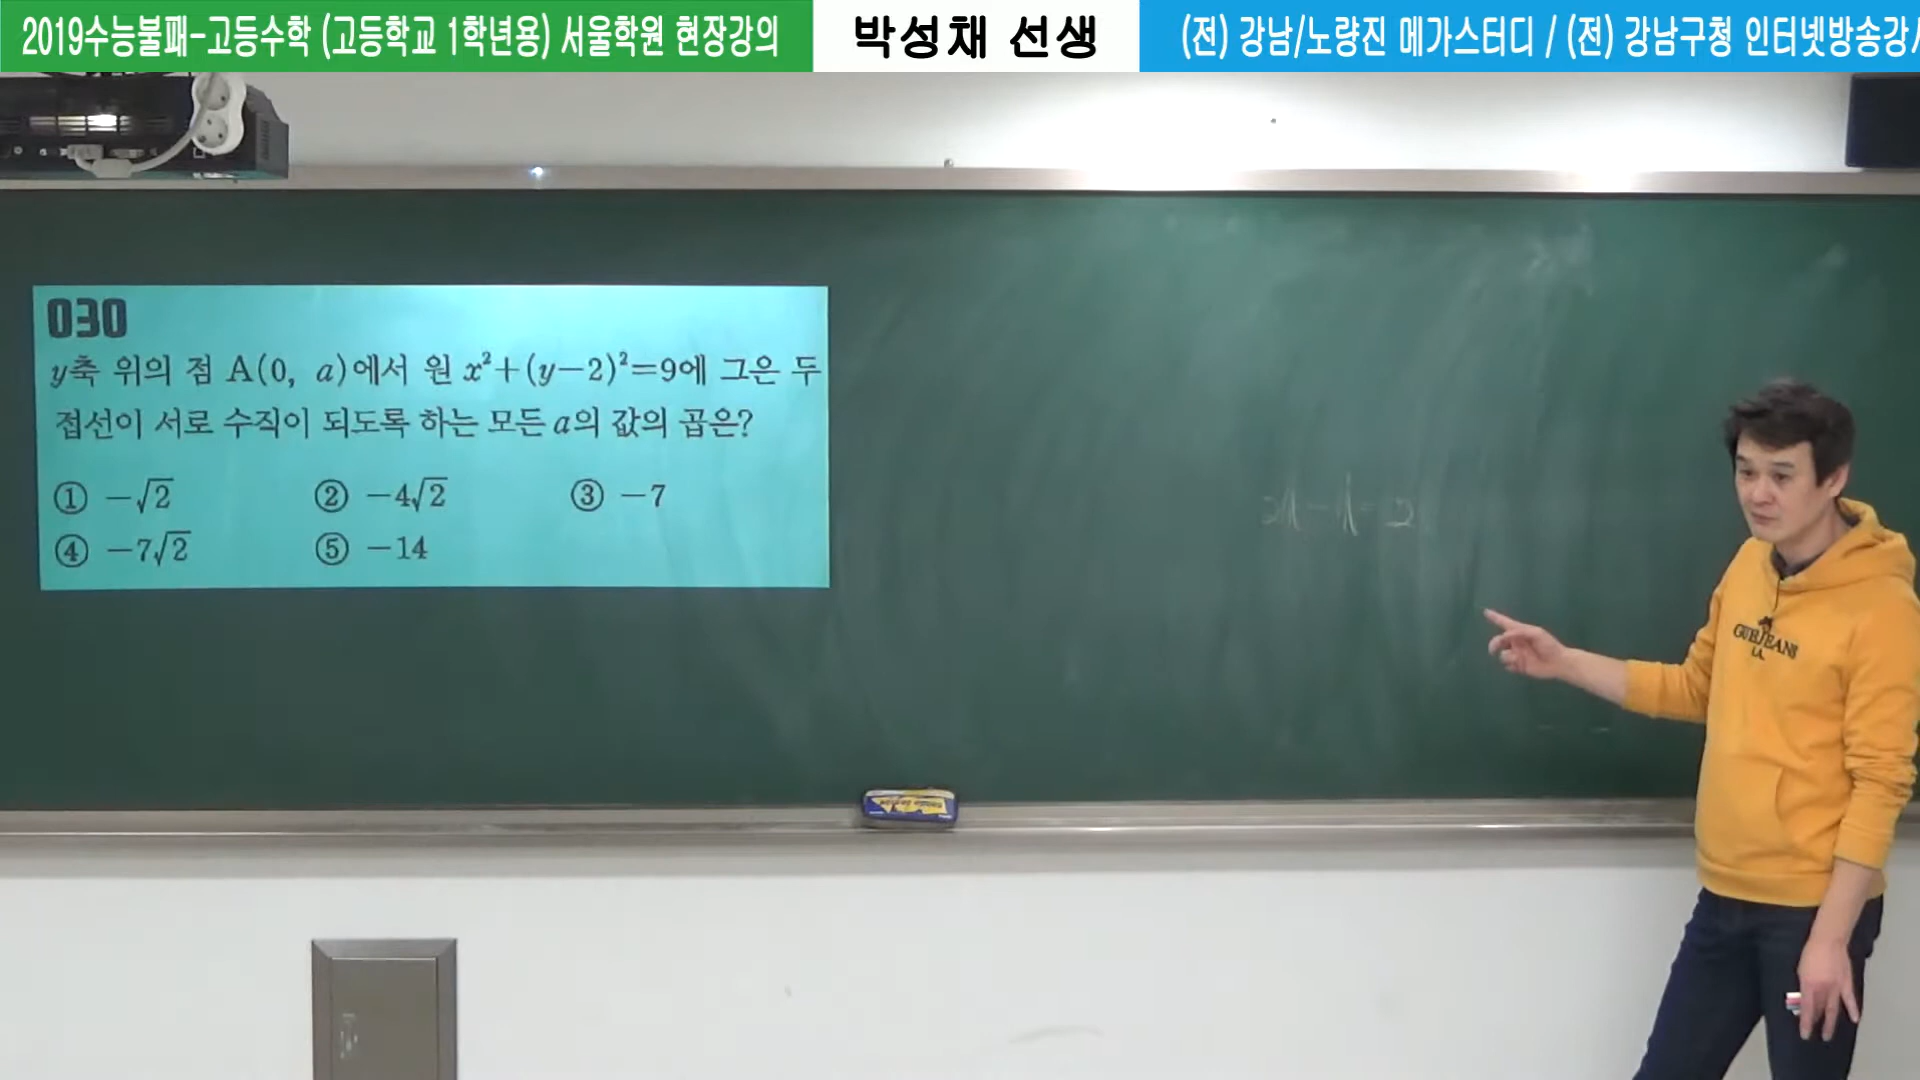 2019수능불패-고등수학 (고등학교 1학년용) 서울학원 현장강의
박성채 선생
(전) 강남/노량진 메가스터디 / (전) 강남구청 인터넷방송강사
030
y축 위의 점 A(0, a)에서 원 x²+(y-2)²=9에 그은 두
접선이 서로 수직이 되도록 하는 모든 a의 값의 곱은?
① -√2 ② -4√2 ③ -7
④ -7√2 ⑤ -14